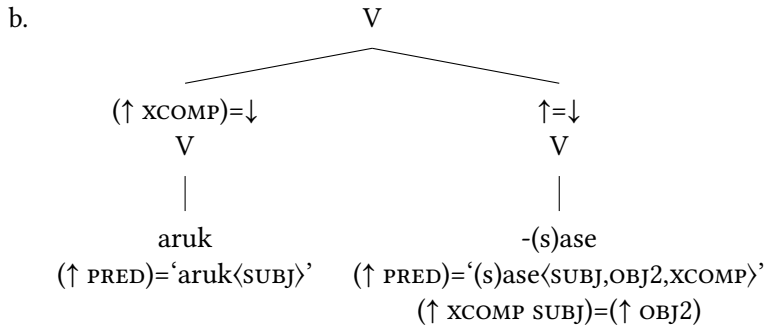 b.
V
(↑ XCOMP)=↓ ↑=↓
V V
aruk -(s)ase
(↑ PRED)=‘aruk⟨SUBJ⟩’ (↑ PRED)=‘(s)ase⟨SUBJ,OBJ2,XCOMP⟩’
(↑ XCOMP SUBJ)=(↑ OBJ2)